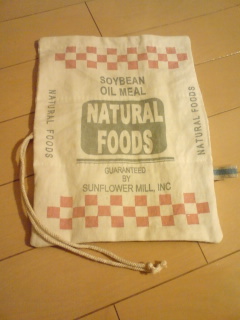 SOYBEAN
OIL MEAL
NATURAL
FOODS
GUARANTEED
BY
SUNFLOWER MILL, INC
NATURAL FOODS
NATURAL FOODS